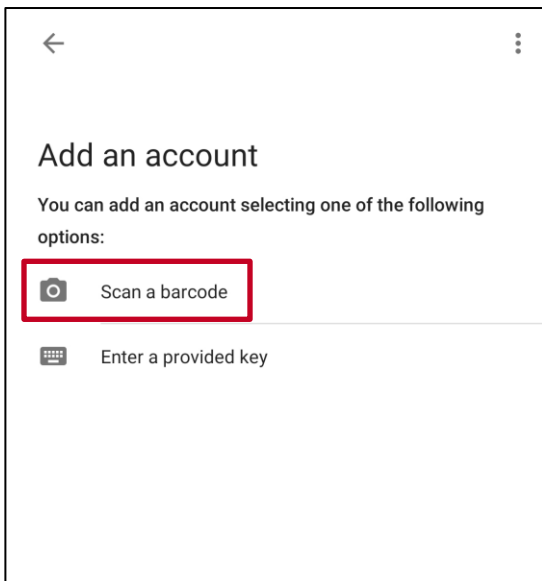 Add an account
You can add an account selecting one of the following
options:
Scan a barcode
Enter a provided key